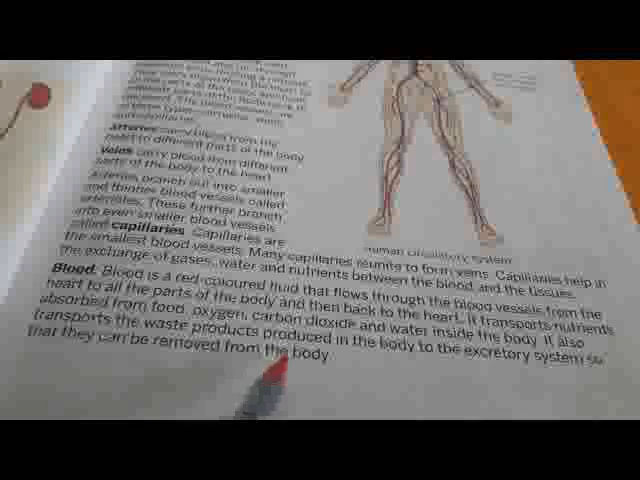 Arteries carry blood from the
heart to different parts of the body.
Veins carry blood from different
parts of the body to the heart.
Arteries branch out into smaller
and thinner blood vessels called
arterioles. These further branch
into even smaller blood vessels
called capillaries. Capillaries are
the smallest blood vessels. Many capillaries reunite to form veins. Capillaries help in
the exchange of gases, water and nutrients between the blood and the tissues.
Human Circulatory System
Blood. Blood is a red-coloured fluid that flows through the blood vessels from the
heart to all the parts of the body and then back to the heart. It transports nutrients
absorbed from food, oxygen, carbon dioxide and water inside the body. It also
transports the waste products produced in the body to the excretory system so
that they can be removed from the body.